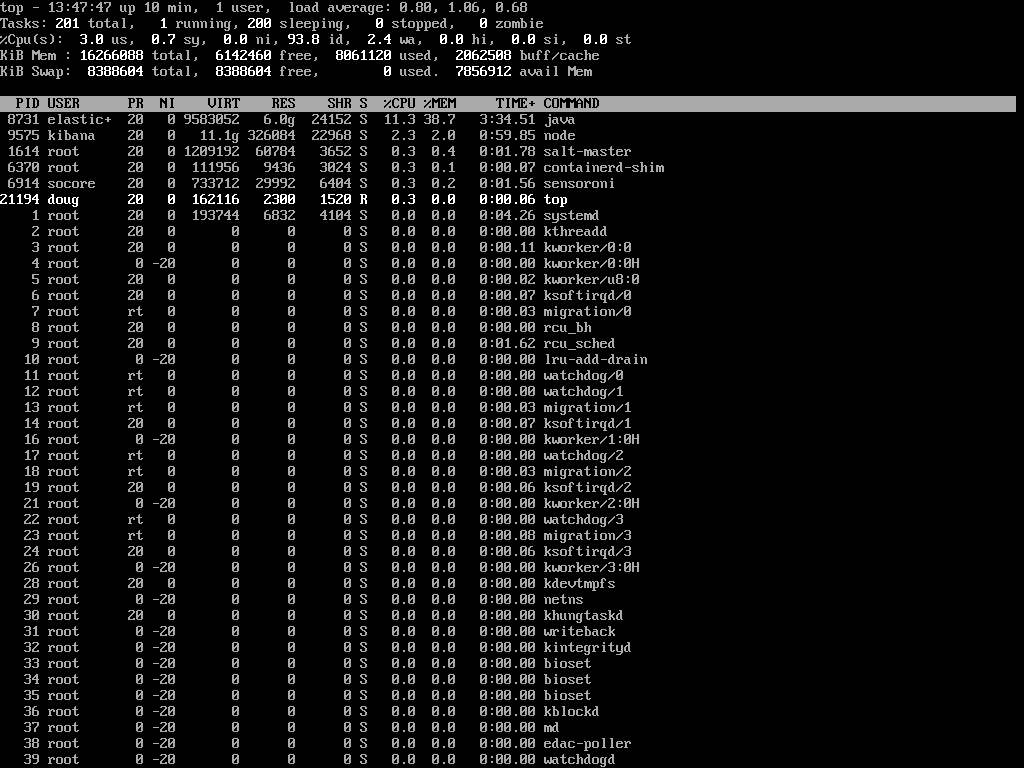 top - 13:47:47 up 10 min,  1 user,  load average: 0.80, 1.06, 0.68
Tasks: 201 total,   1 running, 200 sleeping,   0 stopped,   0 zombie
%Cpu(s):  3.0 us,  0.7 sy,  0.0 ni, 93.8 id,  2.4 wa,  0.0 hi,  0.0 si,  0.0 st
KiB Mem : 16266088 total,  6142460 free,  8061120 used,  2062508 buff/cache
KiB Swap:  8388604 total,  8388604 free,        0 used.  7856912 avail Mem
PID USER      PR  NI    VIRT    RES    SHR S  %CPU %MEM     TIME+ COMMAND
8731 elastic+  20   0 9583052   6.0g  24152 S  11.3 38.7   3:34.51 java
9575 kibana    20   0   11.1g 326084  22968 S   2.3  2.0   0:59.85 node
1614 root      20   0 1209192  60784   3652 S   0.3  0.4   0:01.78 salt-master
6370 root      20   0  111956   9436   3024 S   0.3  0.1   0:00.07 containerd-shim
6914 socore    20   0  733712  29992   6404 S   0.3  0.2   0:01.56 sensoroni
21194 doug      20   0  162116   2300   1520 R   0.3  0.0   0:00.06 top
1 root      20   0  193744   6832   4104 S   0.0  0.0   0:04.26 systemd
2 root      20   0       0      0      0 S   0.0  0.0   0:00.00 kthreadd
3 root      20   0       0      0      0 S   0.0  0.0   0:00.11 kworker/0:0
4 root       0 -20       0      0      0 S   0.0  0.0   0:00.00 kworker/0:0H
5 root      20   0       0      0      0 S   0.0  0.0   0:00.02 kworker/u8:0
6 root      20   0       0      0      0 S   0.0  0.0   0:00.07 ksoftirqd/0
7 root      rt   0       0      0      0 S   0.0  0.0   0:00.03 migration/0
8 root      20   0       0      0      0 S   0.0  0.0   0:00.00 rcu_bh
9 root      20   0       0      0      0 S   0.0  0.0   0:01.62 rcu_sched
10 root       0 -20       0      0      0 S   0.0  0.0   0:00.00 lru-add-drain
11 root      rt   0       0      0      0 S   0.0  0.0   0:00.00 watchdog/0
12 root      rt   0       0      0      0 S   0.0  0.0   0:00.00 watchdog/1
13 root      rt   0       0      0      0 S   0.0  0.0   0:00.03 migration/1
14 root      20   0       0      0      0 S   0.0  0.0   0:00.07 ksoftirqd/1
16 root       0 -20       0      0      0 S   0.0  0.0   0:00.00 kworker/1:0H
17 root      rt   0       0      0      0 S   0.0  0.0   0:00.00 watchdog/2
18 root      rt   0       0      0      0 S   0.0  0.0   0:00.03 migration/2
19 root      20   0       0      0      0 S   0.0  0.0   0:00.06 ksoftirqd/2
21 root       0 -20       0      0      0 S   0.0  0.0   0:00.00 kworker/2:0H
22 root      rt   0       0      0      0 S   0.0  0.0   0:00.00 watchdog/3
23 root      rt   0       0      0      0 S   0.0  0.0   0:00.08 migration/3
24 root      20   0       0      0      0 S   0.0  0.0   0:00.06 ksoftirqd/3
26 root       0 -20       0      0      0 S   0.0  0.0   0:00.00 kworker/3:0H
28 root      20   0       0      0      0 S   0.0  0.0   0:00.00 kdevtmpfs
29 root       0 -20       0      0      0 S   0.0  0.0   0:00.00 netns
30 root      20   0       0      0      0 S   0.0  0.0   0:00.00 khungtaskd
31 root       0 -20       0      0      0 S   0.0  0.0   0:00.00 writeback
32 root       0 -20       0      0      0 S   0.0  0.0   0:00.00 kintegrityd
33 root       0 -20       0      0      0 S   0.0  0.0   0:00.00 bioset
34 root       0 -20       0      0      0 S   0.0  0.0   0:00.00 bioset
35 root       0 -20       0      0      0 S   0.0  0.0   0:00.00 bioset
36 root       0 -20       0      0      0 S   0.0  0.0   0:00.00 kblockd
37 root       0 -20       0      0      0 S   0.0  0.0   0:00.00 md
38 root       0 -20       0      0      0 S   0.0  0.0   0:00.00 edac-poller
39 root       0 -20       0      0      0 S   0.0  0.0   0:00.00 watchdogd